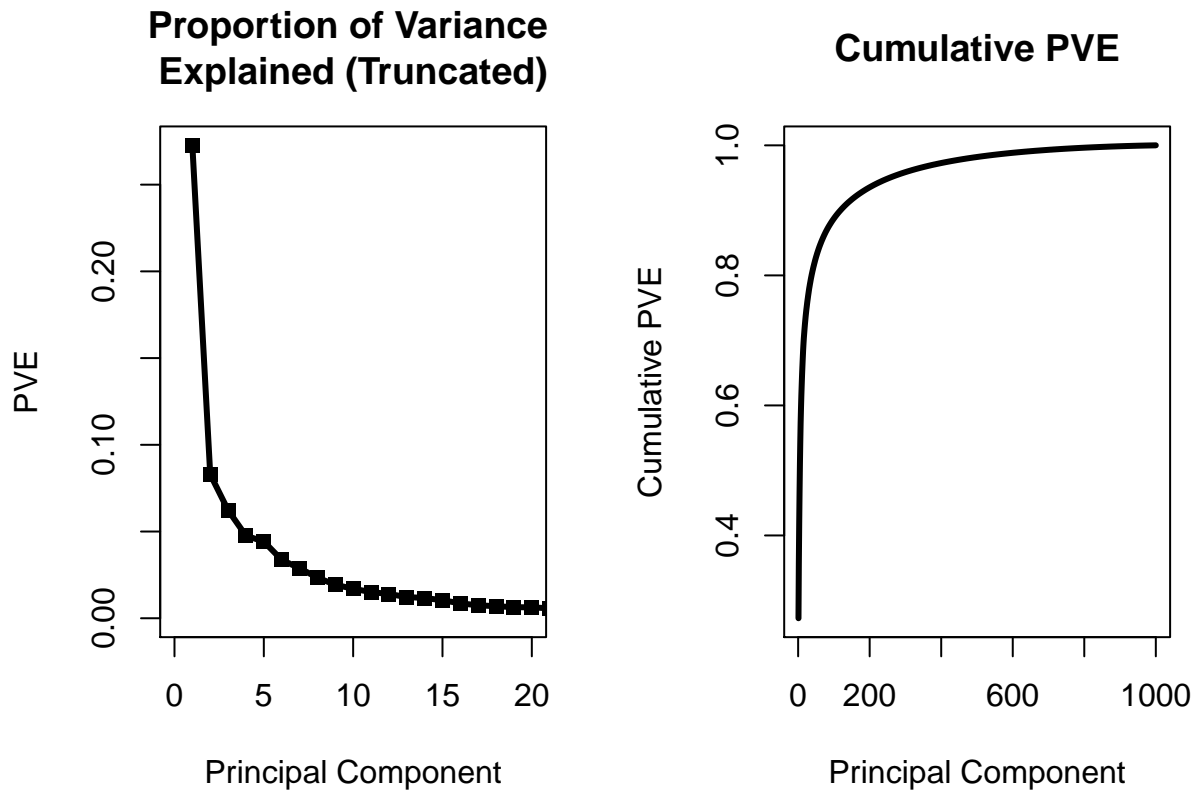 Proportion of Variance
Explained (Truncated)
PVE
0.00
0.10
0.20
0 5 10 15 20
Principal Component
Cumulative PVE
Cumulative PVE
0.4
0.6
0.8
1.0
0 200 600 1000
Principal Component